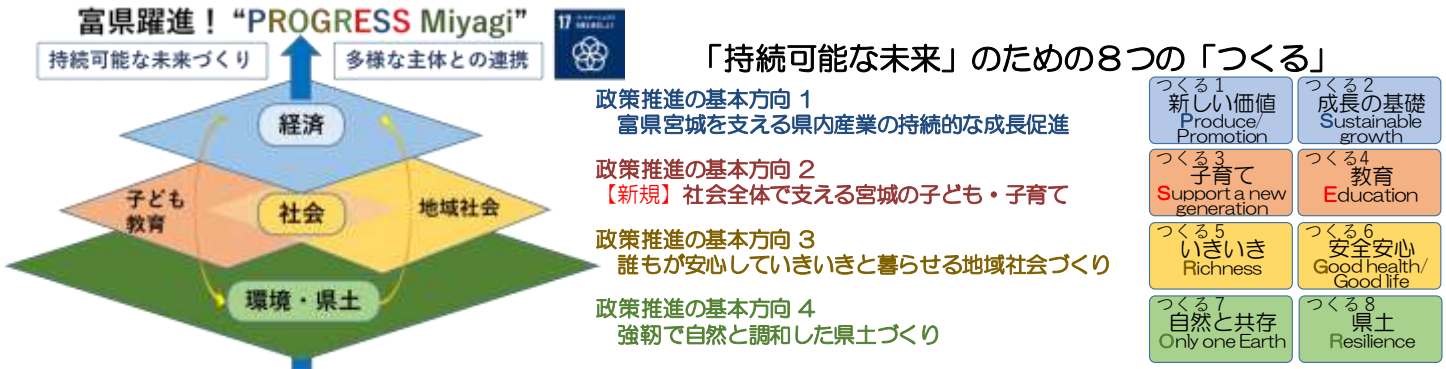 富県躍進！“PROGRESS Miyagi”
持続可能な未来づくり
多様な主体との連携
17
経済
子ども
教育
社会
地域社会
環境・県土
「持続可能な未来」のための８つの「つくる」
政策推進の基本方向 1
富県宮城を支える県内産業の持続的な成長促進
政策推進の基本方向 2
【新規】社会全体で支える宮城の子ども・子育て
政策推進の基本方向 3
誰もが安心していきいきと暮らせる地域社会づくり
政策推進の基本方向 4
強靭で自然と調和した県土づくり
つくる１
新しい価値
Produce/
Promotion
つくる２
成長の基礎
Sustainable
growth
つくる３
子育て
Support a new
generation
つくる4
教育
Education
つくる５
いきいき
Richness
つくる６
安全安心
Good health/
Good life
つくる７
自然と共存
Only one Earth
つくる８
県土
Resilience